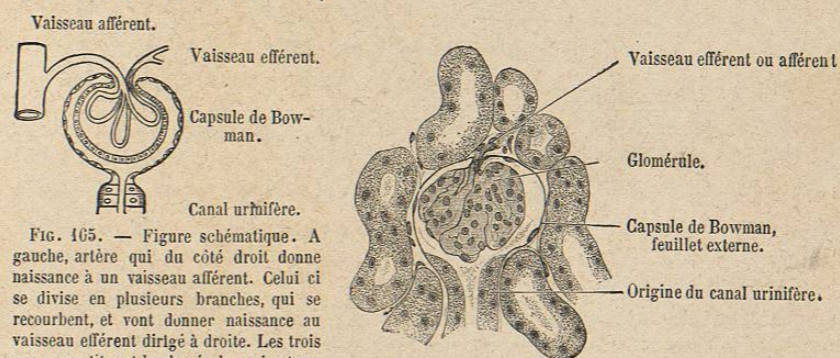 Vaisseau afférent.
Vaisseau efférent.
Capsule de Bow-
man.
Canal urinifère.
FIG. 165. — Figure schématique. A
gauche, artère qui du côté droit donne
naissance à un vaisseau afférent. Celui ci
se divise en plusieurs branches, qui se
recourbent, et vont donner naissance au
vaisseau efférent dirigé à droite. Les trois
Vaisseau efférent ou afférent
Glomérule.
Capsule de Bowman,
feuillet externe.
Origine du canal urinifère.